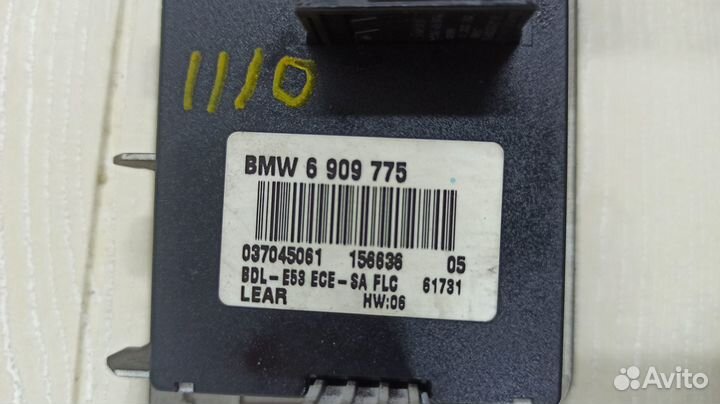 1110
BMW 6 909 775
037045061 156636 05
BDL-E53 ECE-SA FLC 61731
LEAR HW:06
Avito